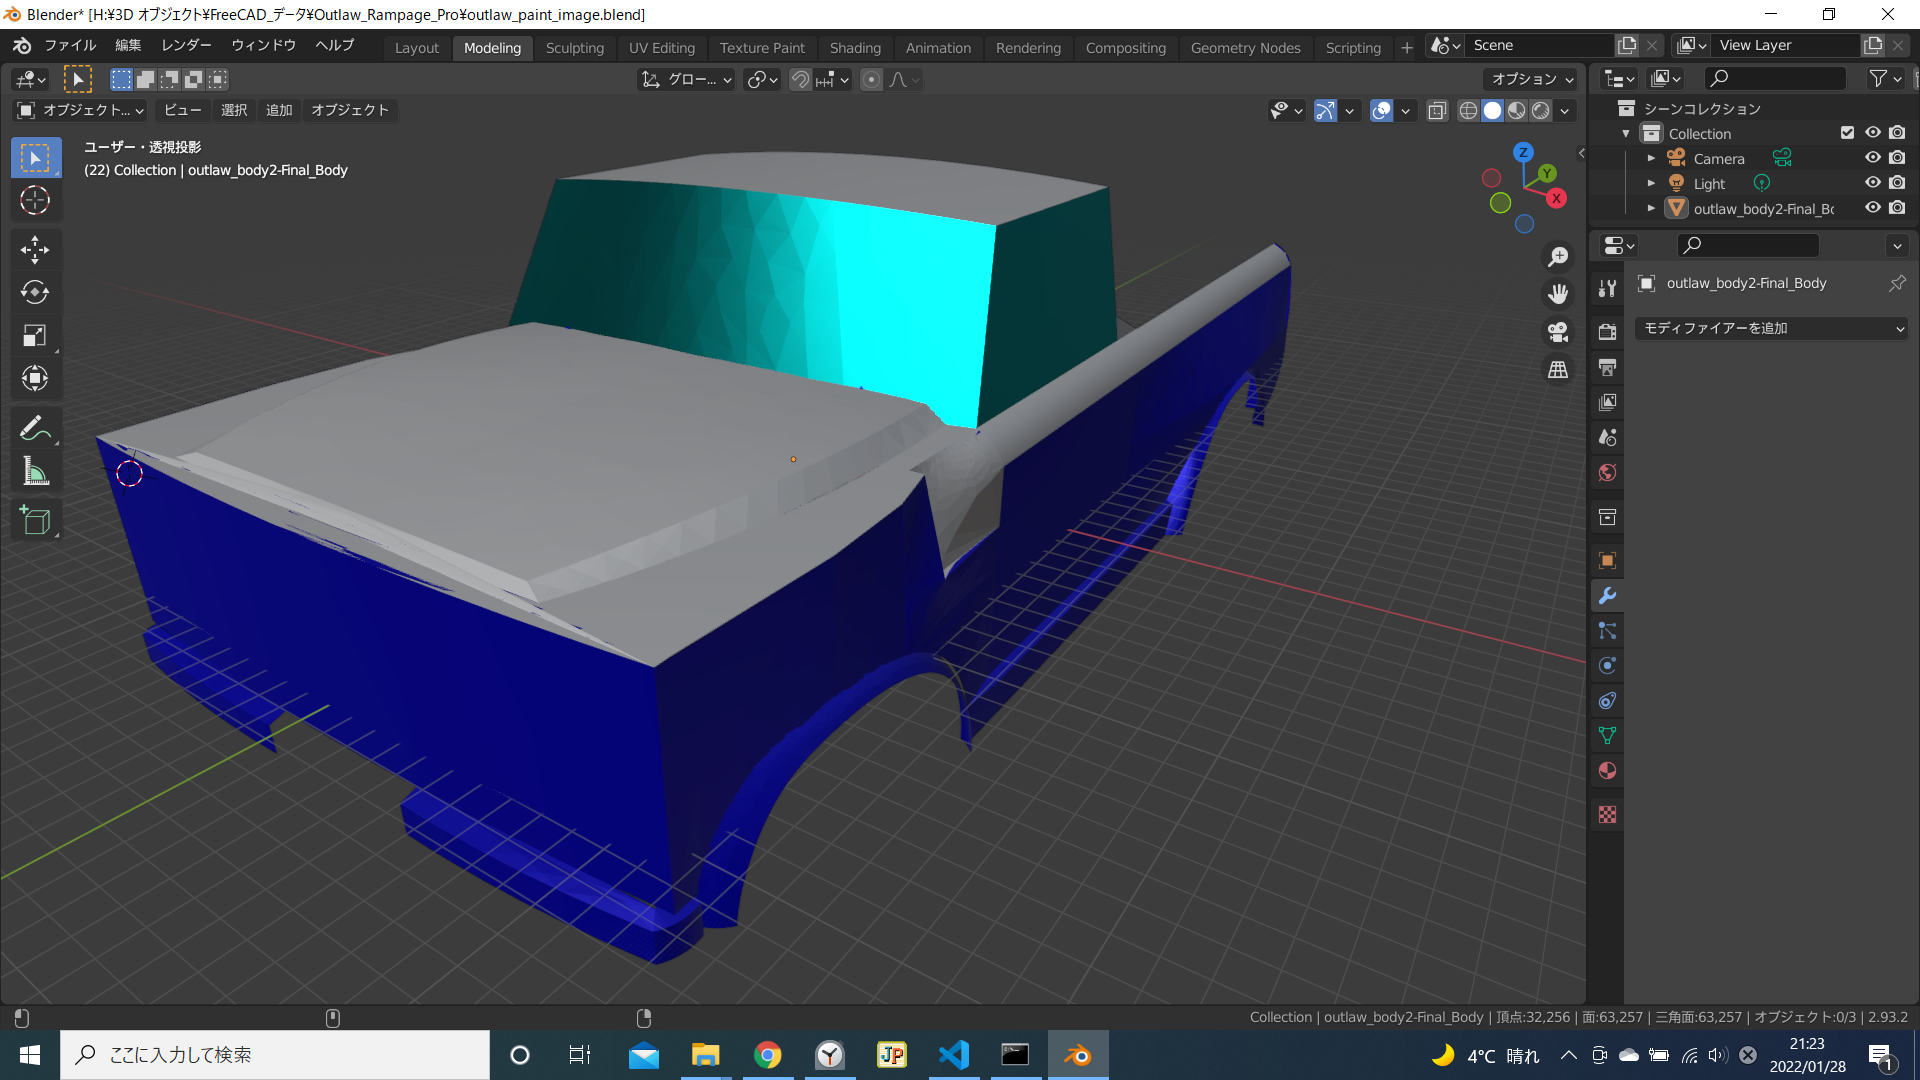 Blender* [H:¥3D オブジェクト¥FreeCAD_データ¥Outlaw_Rampage_Pro¥outlaw_paint_image.blend]
ファイル 編集 レンダー ウィンドウ ヘルプ Layout Modeling Sculpting UV Editing Texture Paint Shading Animation Rendering Compositing Geometry Nodes Scripting + Scene View Layer
グロー... オプション
オブジェクト... ビュー 選択 追加 オブジェクト
ユーザー・透視投影
(22) Collection | outlaw_body2-Final_Body
Z
Y
X
シーンコレクション
Collection
Camera
Light
outlaw_body2-Final_Bo
outlaw_body2-Final_Body
モディファイアーを追加
Collection | outlaw_body2-Final_Body | 頂点:32,256 | 面:63,257 | 三角面:63,257 | オブジェクト:0/3 | 2.93.2
ここに入力して検索
JP
4°C 晴れ
21:23
2022/01/28
1